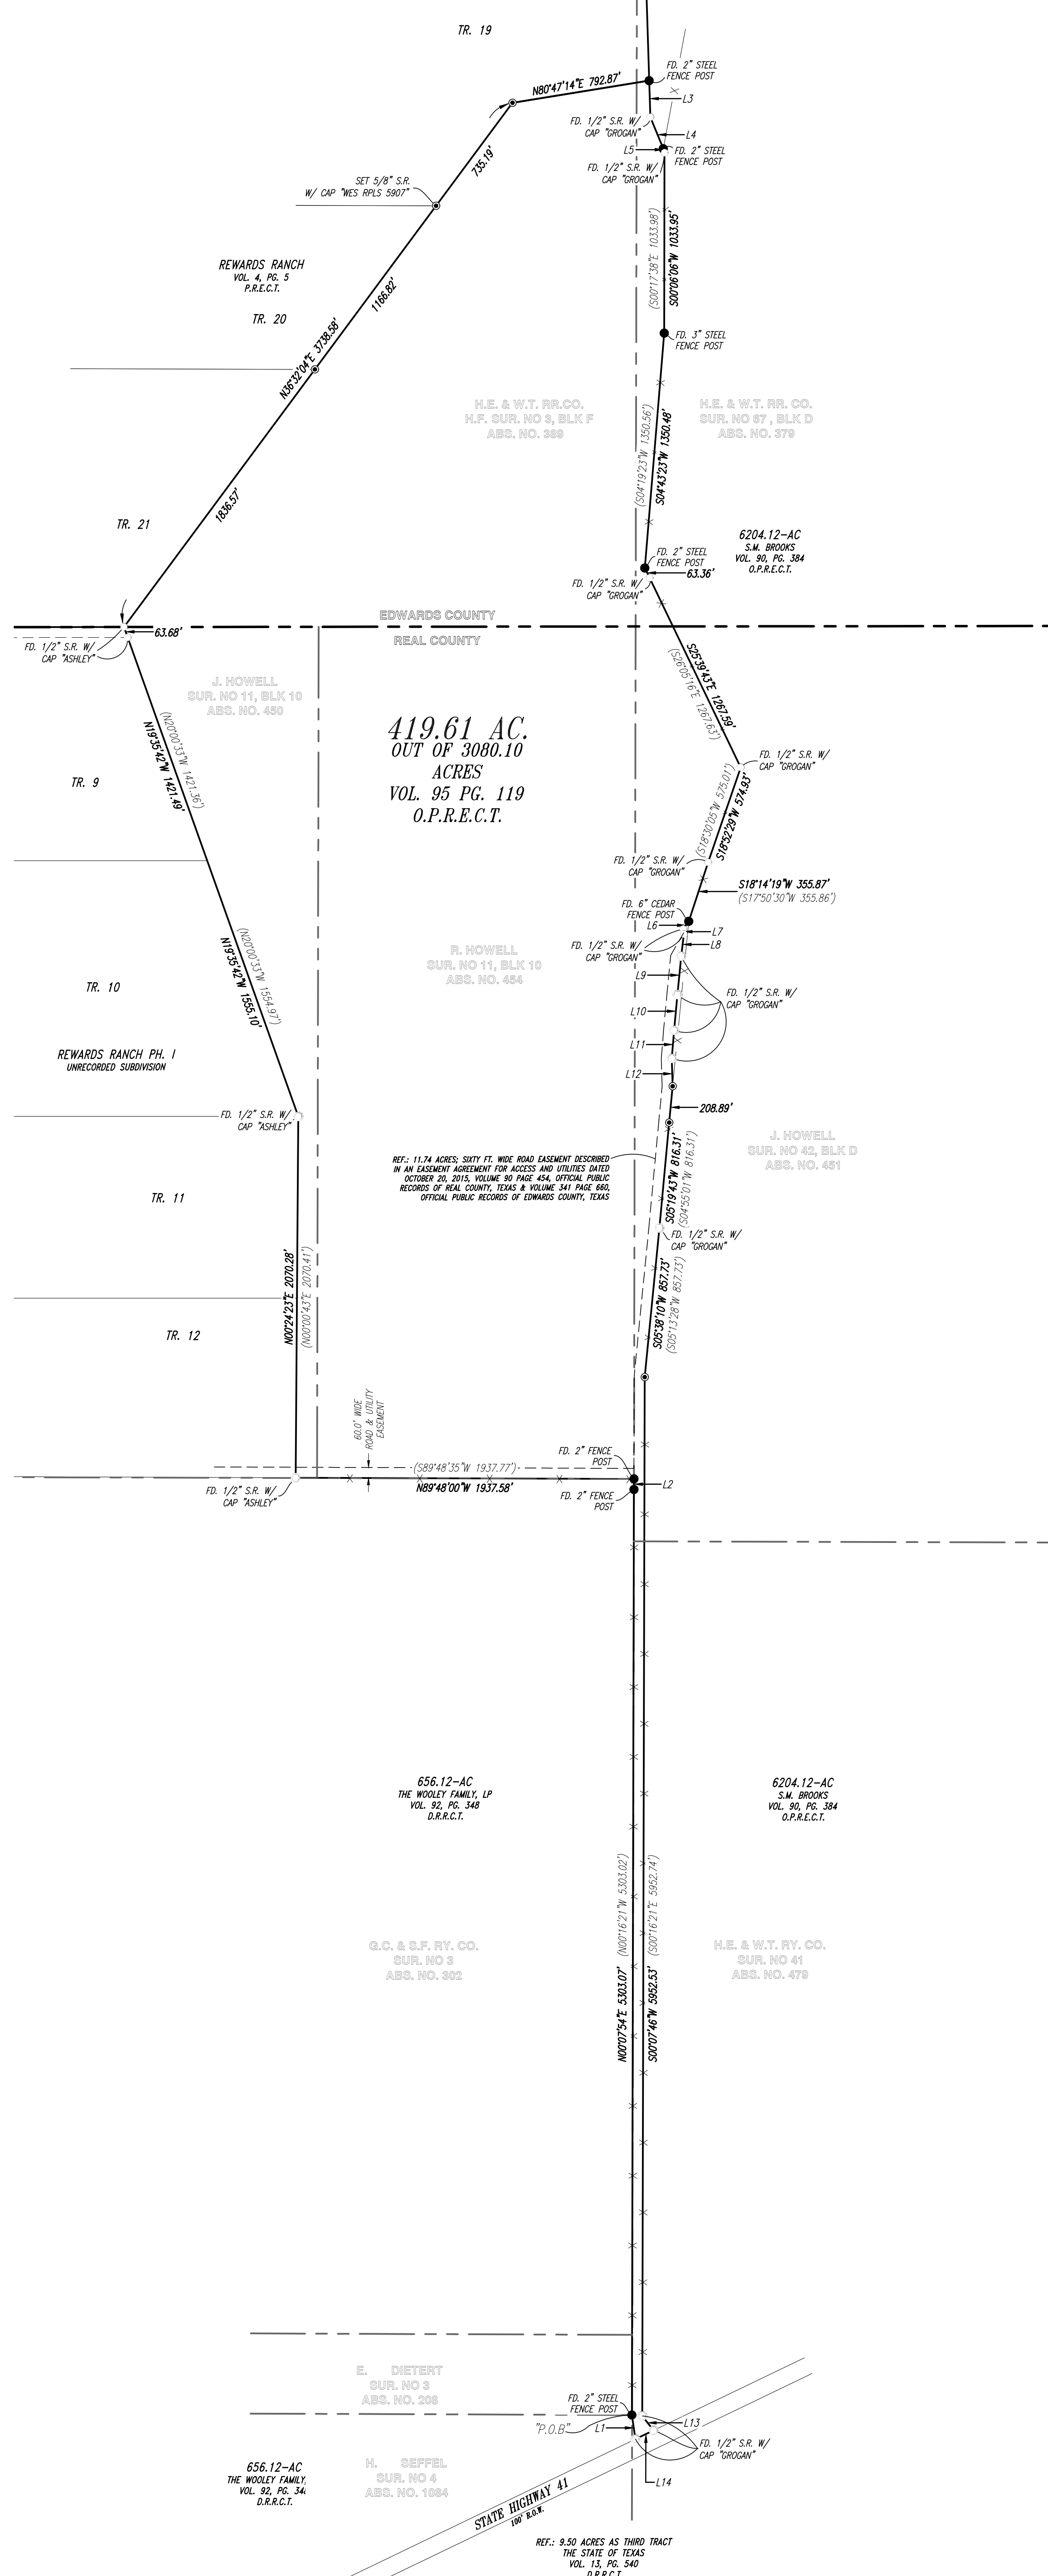 TR. 19
FD. 2" STEEL
FENCE POST
N80°47'14"E 792.87'
L3
FD. 1/2" S.R. W/
CAP "GROGAN"
L4
L5
FD. 2" STEEL
FENCE POST
FD. 1/2" S.R. W/
CAP "GROGAN"
735.19'
SET 5/8" S.R.
W/ CAP "WES RPLS 5907"
(S00°17'38"E 1033.98')
S00°06'06"W 1033.95'
REWARDS RANCH
VOL. 4, PG. 5
P.R.E.C.T.
1166.82'
TR. 20
N36°32'04"E 3738.58'
FD. 3" STEEL
FENCE POST
H.E. & W.T. RR.CO.
H.F. SUR. NO 3, BLK F
ABS. NO. 389
H.E. & W.T. RR. CO.
SUR. NO 67 , BLK D
ABS. NO. 379
(S04°19'23"W 1350.56')
S04°43'23"W 1350.48'
1836.57'
TR. 21
6204.12-AC
S.M. BROOKS
VOL. 90, PG. 384
O.P.R.E.C.T.
FD. 2" STEEL
FENCE POST
63.36'
FD. 1/2" S.R. W/
CAP "GROGAN"
EDWARDS COUNTY
REAL COUNTY
63.68'
FD. 1/2" S.R. W/
CAP "ASHLEY"
S25°39'43"E 1267.59'
(S26°05'16"E 1267.63')
J. HOWELL
SUR. NO 11, BLK 10
ABS. NO. 450
419.61 AC.
OUT OF 3080.10
ACRES
VOL. 95 PG. 119
O.P.R.E.C.T.
(N20°00'33"W 1421.36')
N19°35'42"W 1421.49'
FD. 1/2" S.R. W/
CAP "GROGAN"
TR. 9
(S18°30'05"W 575.01')
S18°52'29"W 574.93'
FD. 1/2" S.R. W/
CAP "GROGAN"
S18°14'19"W 355.87'
(S17°50'30"W 355.86')
FD. 6" CEDAR
FENCE POST
L6
L7
L8
FD. 1/2" S.R. W/
CAP "GROGAN"
R. HOWELL
SUR. NO 11, BLK 10
ABS. NO. 454
(N20°00'33"W 1554.97')
N19°35'42"W 1555.10'
L9
TR. 10
FD. 1/2" S.R. W/
CAP "GROGAN"
L10
L11
REWARDS RANCH PH. I
UNRECORDED SUBDIVISION
L12
208.89'
FD. 1/2" S.R. W/
CAP "ASHLEY"
J. HOWELL
SUR. NO 42, BLK D
ABS. NO. 451
REF.: 11.74 ACRES; SIXTY FT. WIDE ROAD EASEMENT DESCRIBED
IN AN EASEMENT AGREEMENT FOR ACCESS AND UTILITIES DATED
OCTOBER 20, 2015, VOLUME 90 PAGE 454, OFFICIAL PUBLIC
RECORDS OF REAL COUNTY, TEXAS & VOLUME 341 PAGE 660,
OFFICIAL PUBLIC RECORDS OF EDWARDS COUNTY, TEXAS
S05°19'43"W 816.31'
(S04°55'01"W 816.31')
TR. 11
FD. 1/2" S.R. W/
CAP "GROGAN"
N00°24'23"E 2070.28'
(N00°00'43"E 2070.41')
S05°38'10"W 857.73'
(S05°13'28"W 857.73')
TR. 12
60.0' WIDE
ROAD & UTILITY
EASEMENT
FD. 2" FENCE
POST
(S89°48'35"W 1937.77')
N89°48'00"W 1937.58'
L2
FD. 1/2" S.R. W/
CAP "ASHLEY"
FD. 2" FENCE
POST
656.12-AC
THE WOOLEY FAMILY, LP
VOL. 92, PG. 348
D.R.R.C.T.
6204.12-AC
S.M. BROOKS
VOL. 90, PG. 384
O.P.R.E.C.T.
N00°07'54"E 5303.07' (N00°16'21"W 5303.02')
S00°07'46"W 5952.53' (S00°16'21"E 5952.74')
G.C. & S.F. RY. CO.
SUR. NO 3
ABS. NO. 302
H.E. & W.T. RY. CO.
SUR. NO 41
ABS. NO. 479
E. DIETERT
SUR. NO 3
ABS. NO. 208
FD. 2" STEEL
FENCE POST
"P.O.B"
L1
L13
FD. 1/2" S.R. W/
CAP "GROGAN"
L14
656.12-AC
THE WOOLEY FAMILY,
VOL. 92, PG. 34
D.R.R.C.T.
H. SEFFEL
SUR. NO 4
ABS. NO. 1084
STATE HIGHWAY 41
100' R.O.W.
REF.: 9.50 ACRES AS THIRD TRACT
THE STATE OF TEXAS
VOL. 13, PG. 540
D.R.R.C.T.